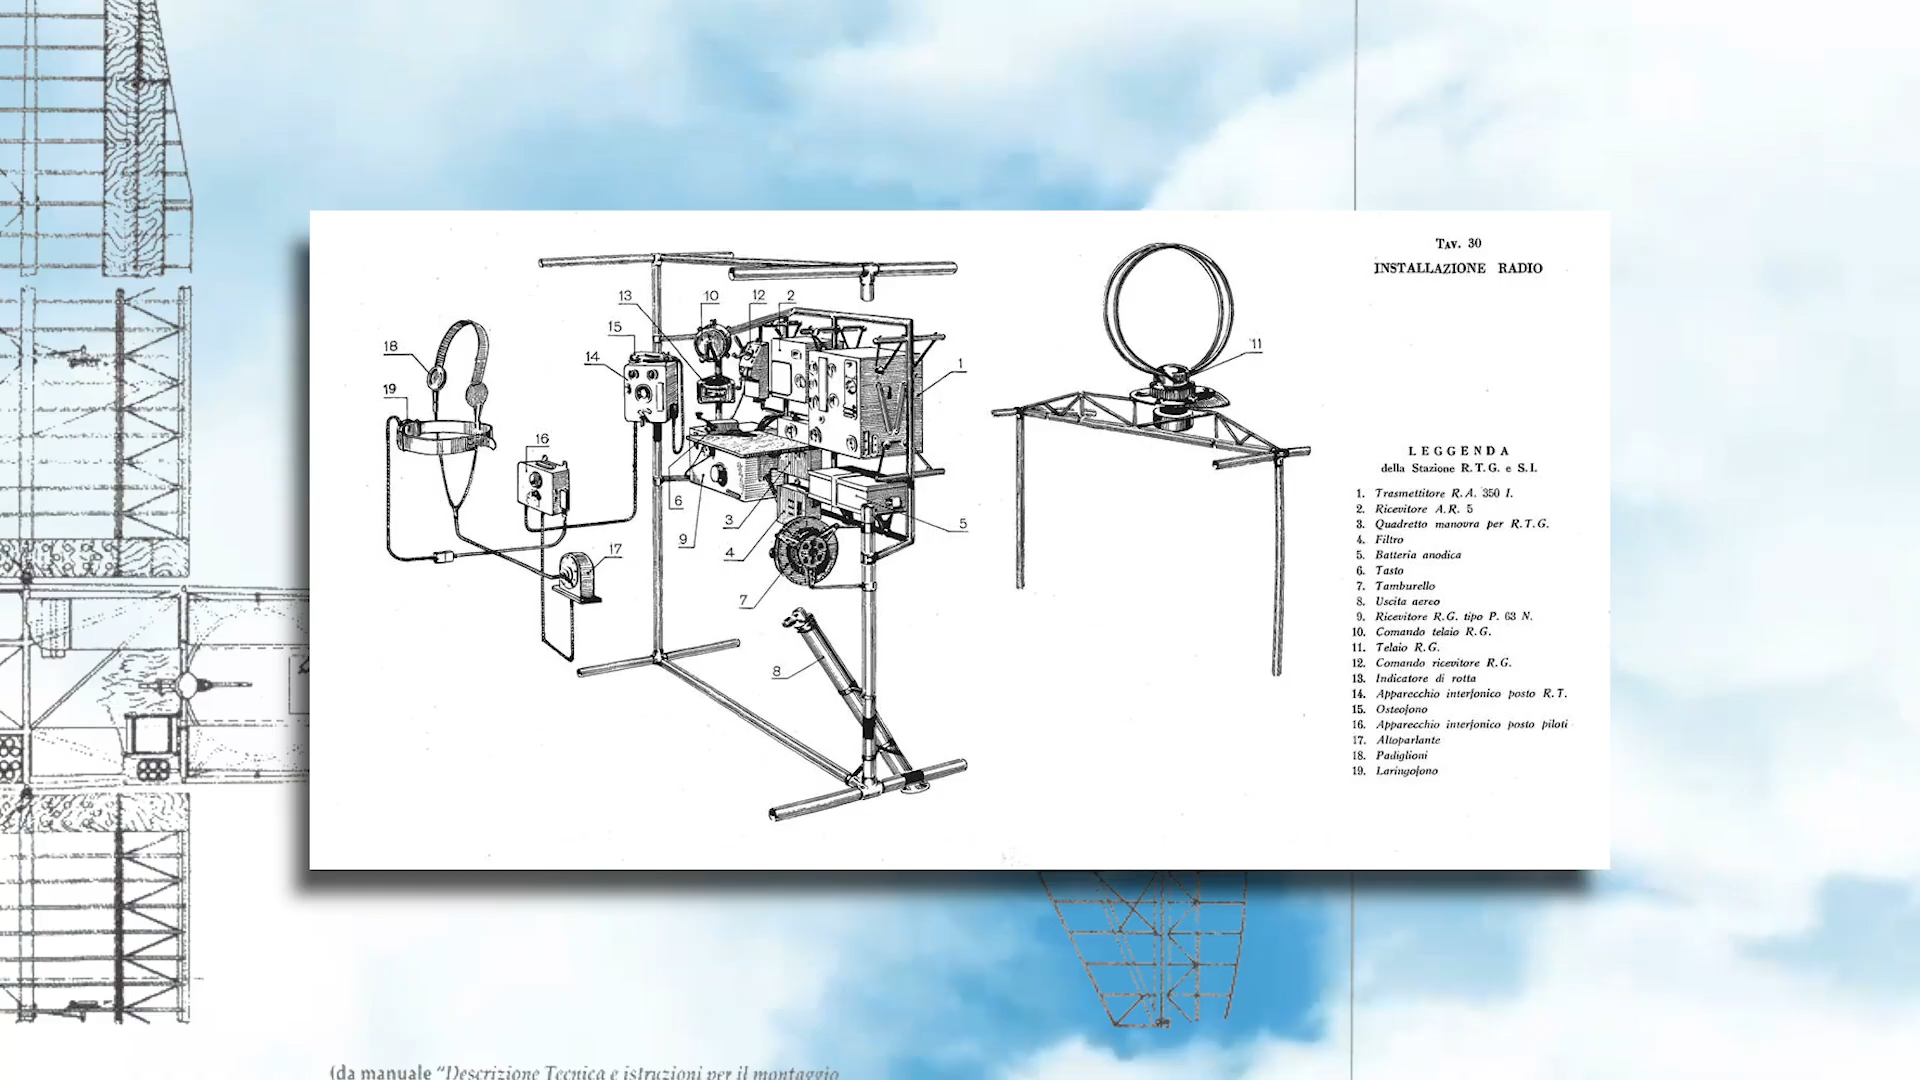 TAV. 30
INSTALLAZIONE RADIO
13
10
12
2
15
14
1
18
19
16
6
3
9
4
5
17
7
8
11
LEGGENDA
della Stazione R.T.G. e S.I.
1. Trasmettitore R.A. 350 I.
2. Ricevitore A.R. 5
3. Quadretto manovra per R.T.G.
4. Filtro
5. Batteria anodica
6. Tasto
7. Tamburello
8. Uscita aereo
9. Ricevitore R.G. tipo P. 63 N.
10. Comando telaio R.G.
11. Telaio R.G.
12. Comando ricevitore R.G.
13. Indicatore di rotta
14. Apparecchio interfonico posto R.T.
15. Osteofono
16. Apparecchio interfonico posto piloti
17. Altoparlante
18. Padiglioni
19. Laringofono
(da manuale "Descrizione Tecnica e istruzioni per il montaggio